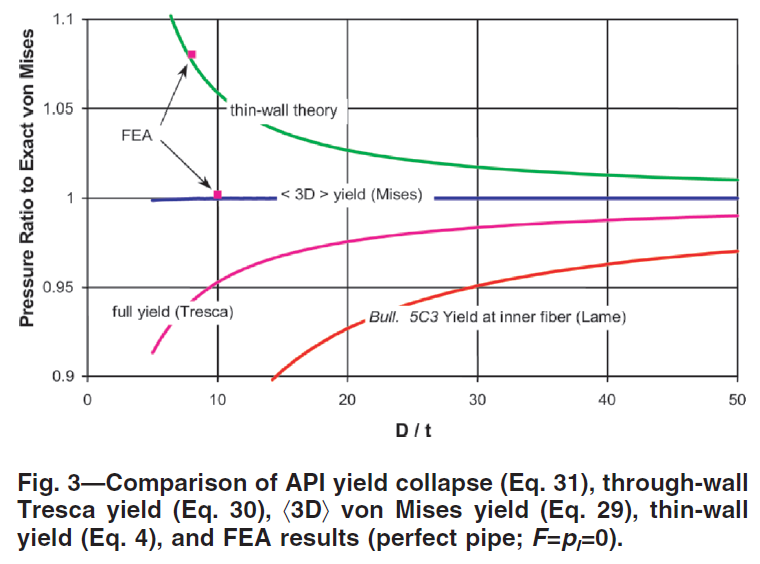 Pressure Ratio to Exact von Mises
1.1
1.05
1
0.95
0.9
thin-wall theory
FEA
< 3D > yield (Mises)
full yield (Tresca)
Bull. 5C3 Yield at inner fiber (Lame)
0 10 20 30 40 50
D / t
Fig. 3—Comparison of API yield collapse (Eq. 31), through-wall
Tresca yield (Eq. 30), ⟨3D⟩ von Mises yield (Eq. 29), thin-wall
yield (Eq. 4), and FEA results (perfect pipe; F=pI=0).